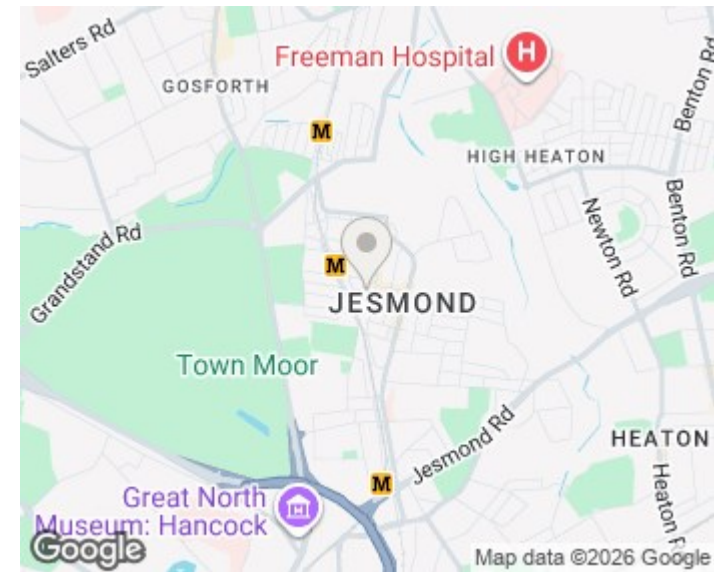 Salters Rd
Freeman Hospital
H
GOSFORTH
Benton Rd
M
HIGH HEATON
Benton Rd
Newton Rd
Grandstand Rd
M
JESMOND
Town Moor
Jesmond Rd
HEATON
M
Heaton R
Great North
Museum: Hancock
Google
Map data ©2026 Google